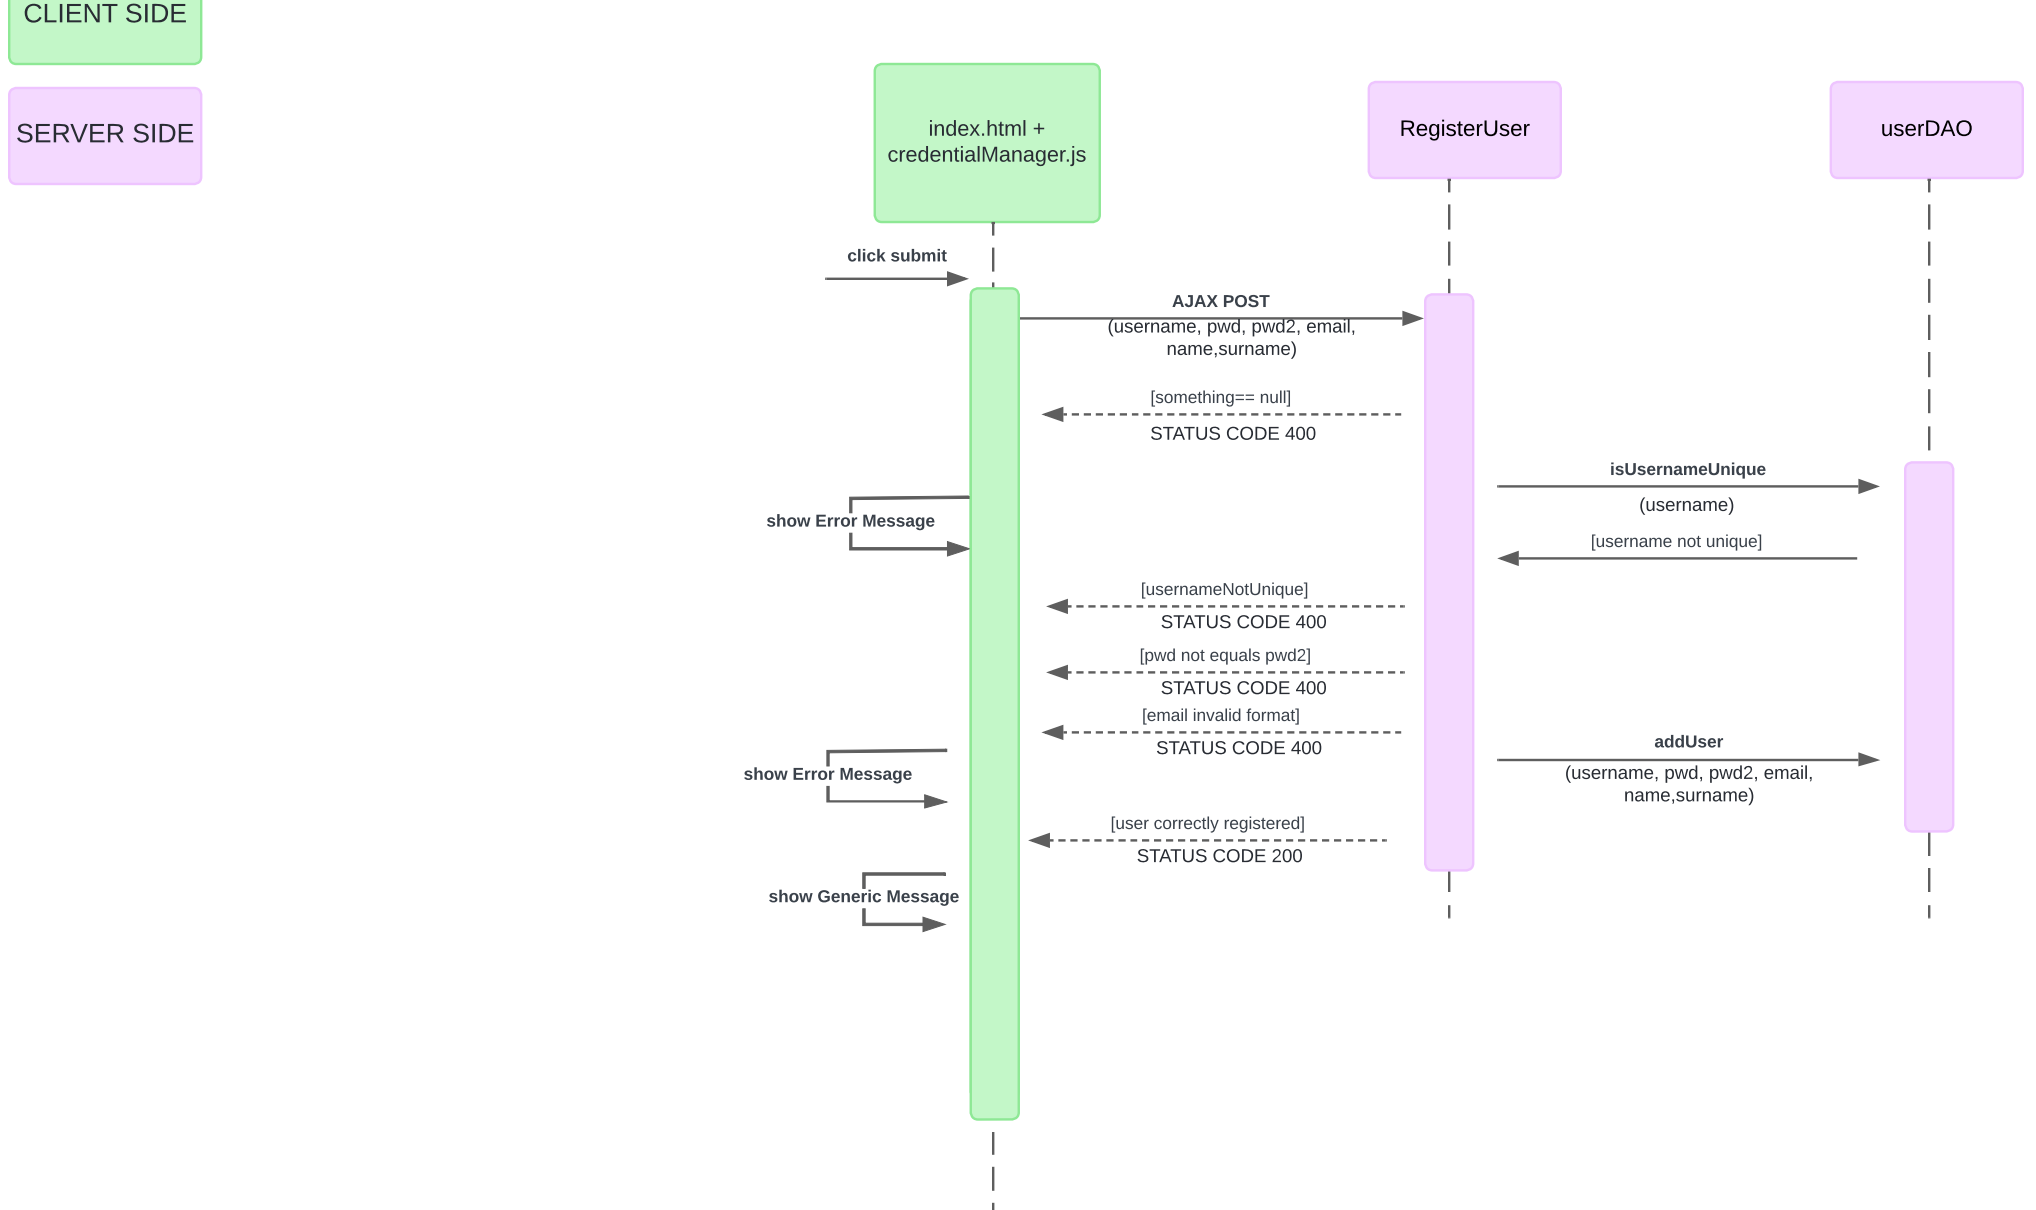 CLIENT SIDE
SERVER SIDE
index.html +
credentialManager.js
RegisterUser
userDAO
click submit
AJAX POST
(username, pwd, pwd2, email,
name,surname)
[something== null]
STATUS CODE 400
isUsernameUnique
(username)
show Error Message
[username not unique]
[usernameNotUnique]
STATUS CODE 400
[pwd not equals pwd2]
STATUS CODE 400
[email invalid format]
STATUS CODE 400
addUser
(username, pwd, pwd2, email,
name,surname)
show Error Message
[user correctly registered]
STATUS CODE 200
show Generic Message